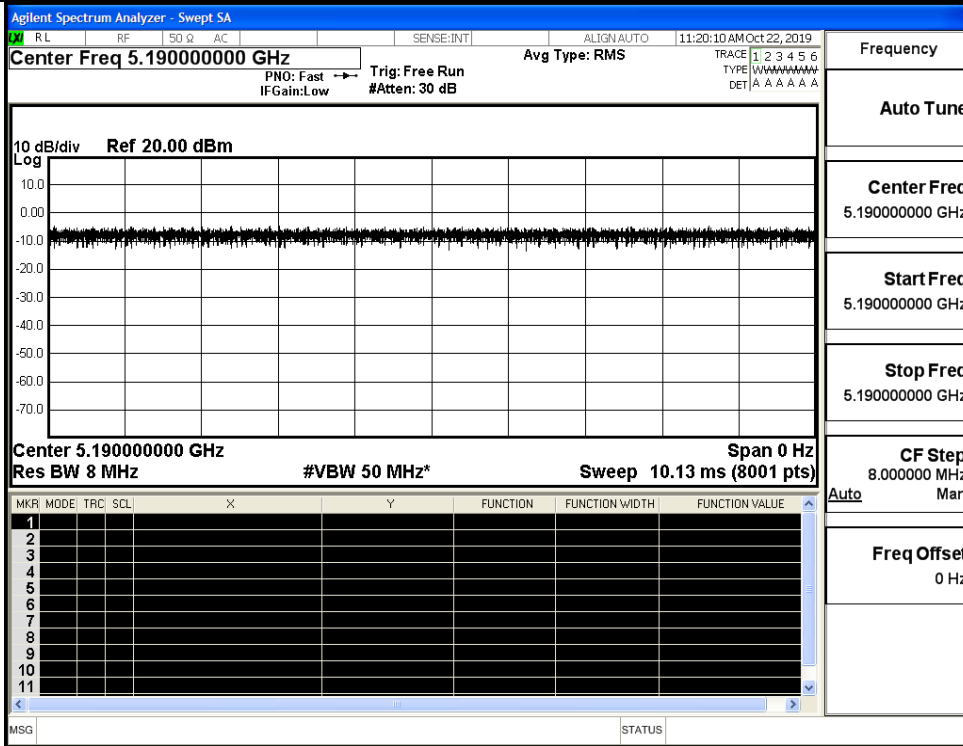 Agilent Spectrum Analyzer - Swept SA
LXI RL RF 50 Ω AC SENSE:INT ALIGNAUTO 11:20:10 AM Oct 22, 2019
Center Freq 5.190000000 GHz
PNO: Fast
IFGain:Low
Trig: Free Run
#Atten: 30 dB
Avg Type: RMS
TRACE 1 2 3 4 5 6
TYPE WWWWWW
DET A A A A A A
10 dB/div Ref 20.00 dBm
Log
10.0
0.00
-10.0
-20.0
-30.0
-40.0
-50.0
-60.0
-70.0
Center 5.190000000 GHz Span 0 Hz
Res BW 8 MHz #VBW 50 MHz* Sweep 10.13 ms (8001 pts)
MKR MODE TRC SCL X Y FUNCTION FUNCTION WIDTH FUNCTION VALUE
1
2
3
4
5
6
7
8
9
10
11
MSG STATUS
Frequency
Auto Tune
Center Freq
5.190000000 GHz
Start Freq
5.190000000 GHz
Stop Freq
5.190000000 GHz
CF Step
8.000000 MHz
Auto Man
Freq Offset
0 Hz